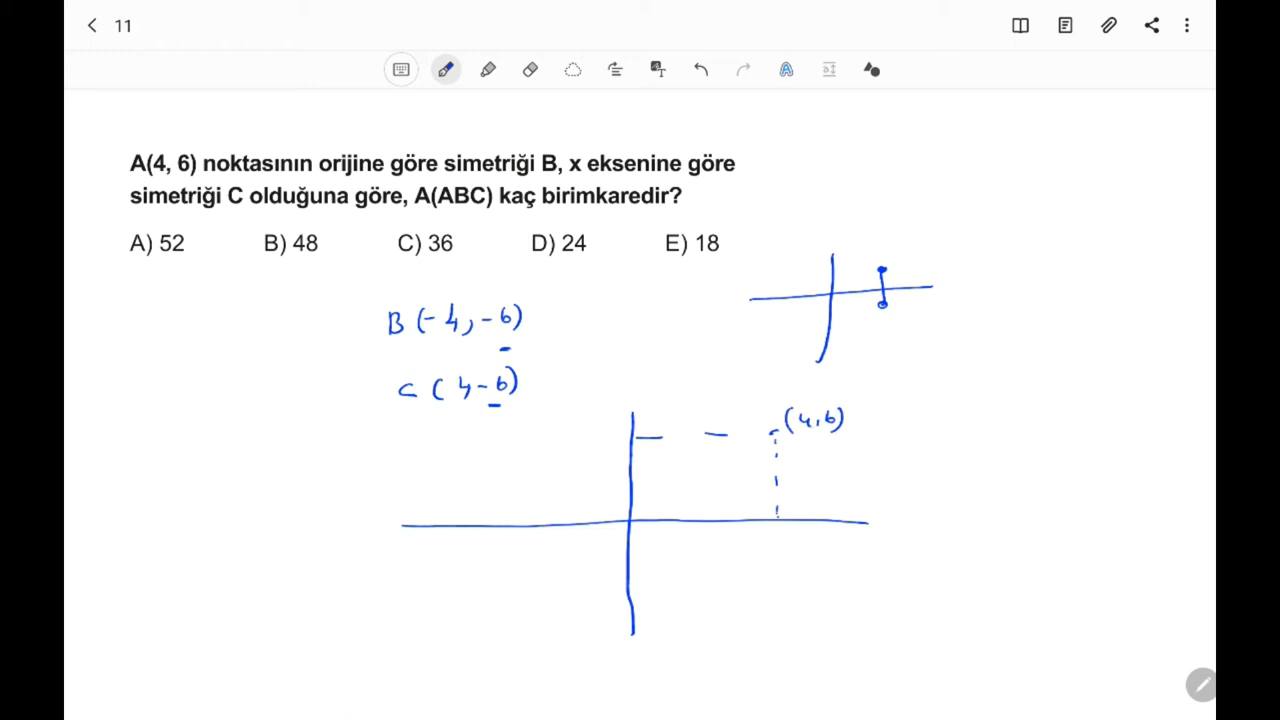 11
A(4, 6) noktasının orijine göre simetriği B, x eksenine göre
simetriği C olduğuna göre, A(ABC) kaç birimkaredir?
A) 52 B) 48 C) 36 D) 24 E) 18
B (-4, -6)
C (4-6)
(4,6)